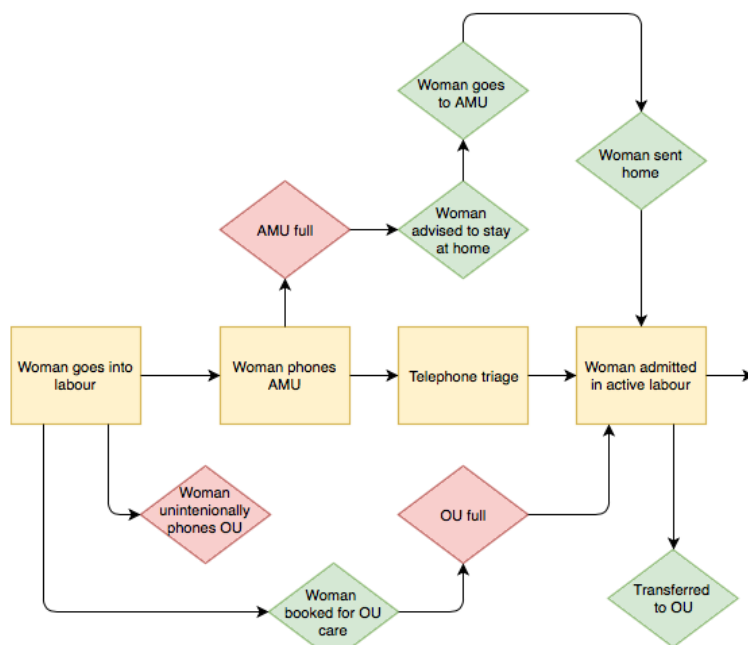 Woman goes
to AMU
Woman sent
home
AMU full
Woman
advised to stay
at home
Woman goes into
labour
Woman phones
AMU
Telephone triage
Woman admitted
in active labour
Woman
unintenionally
phones OU
OU full
Woman
booked for OU
care
Transferred
to OU